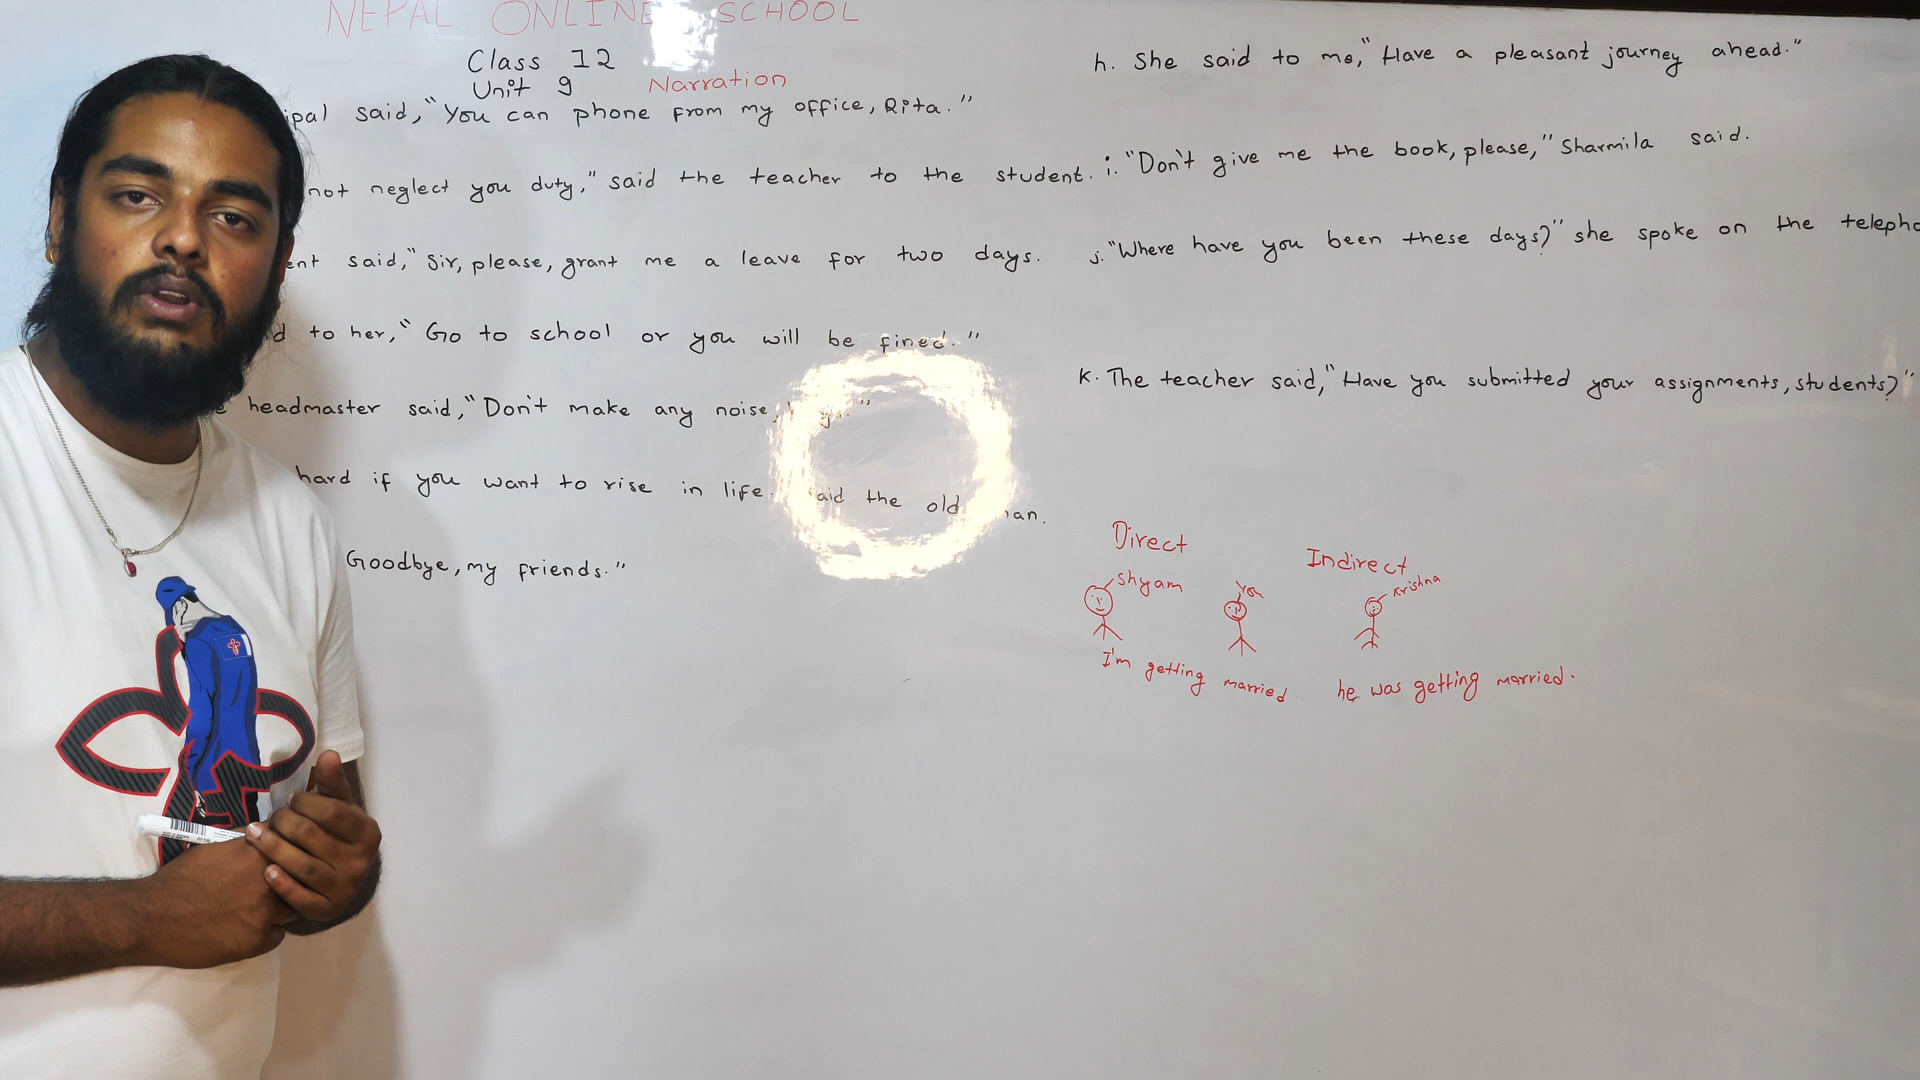 NEPAL ONLINE SCHOOL
Class 12
Unit 9 Narration
said, "You can phone from my office, Rita."
not neglect you duty," said the teacher to the student.
said, "Sir, please, grant me a leave for two days.
to her, "Go to school or you will be fined."
headmaster said, "Don't make any noise,
hard if you want to rise in life. said the old
Goodbye, my friends."
h. She said to me, "Have a pleasant journey ahead."
i. "Don't give me the book, please," Sharmila said.
j. "Where have you been these days?" she spoke on the
k. The teacher said, "Have you submitted your assignments, students?"
Direct
Indirect
Shyam
You
Krishna
I'm getting married
he was getting married.